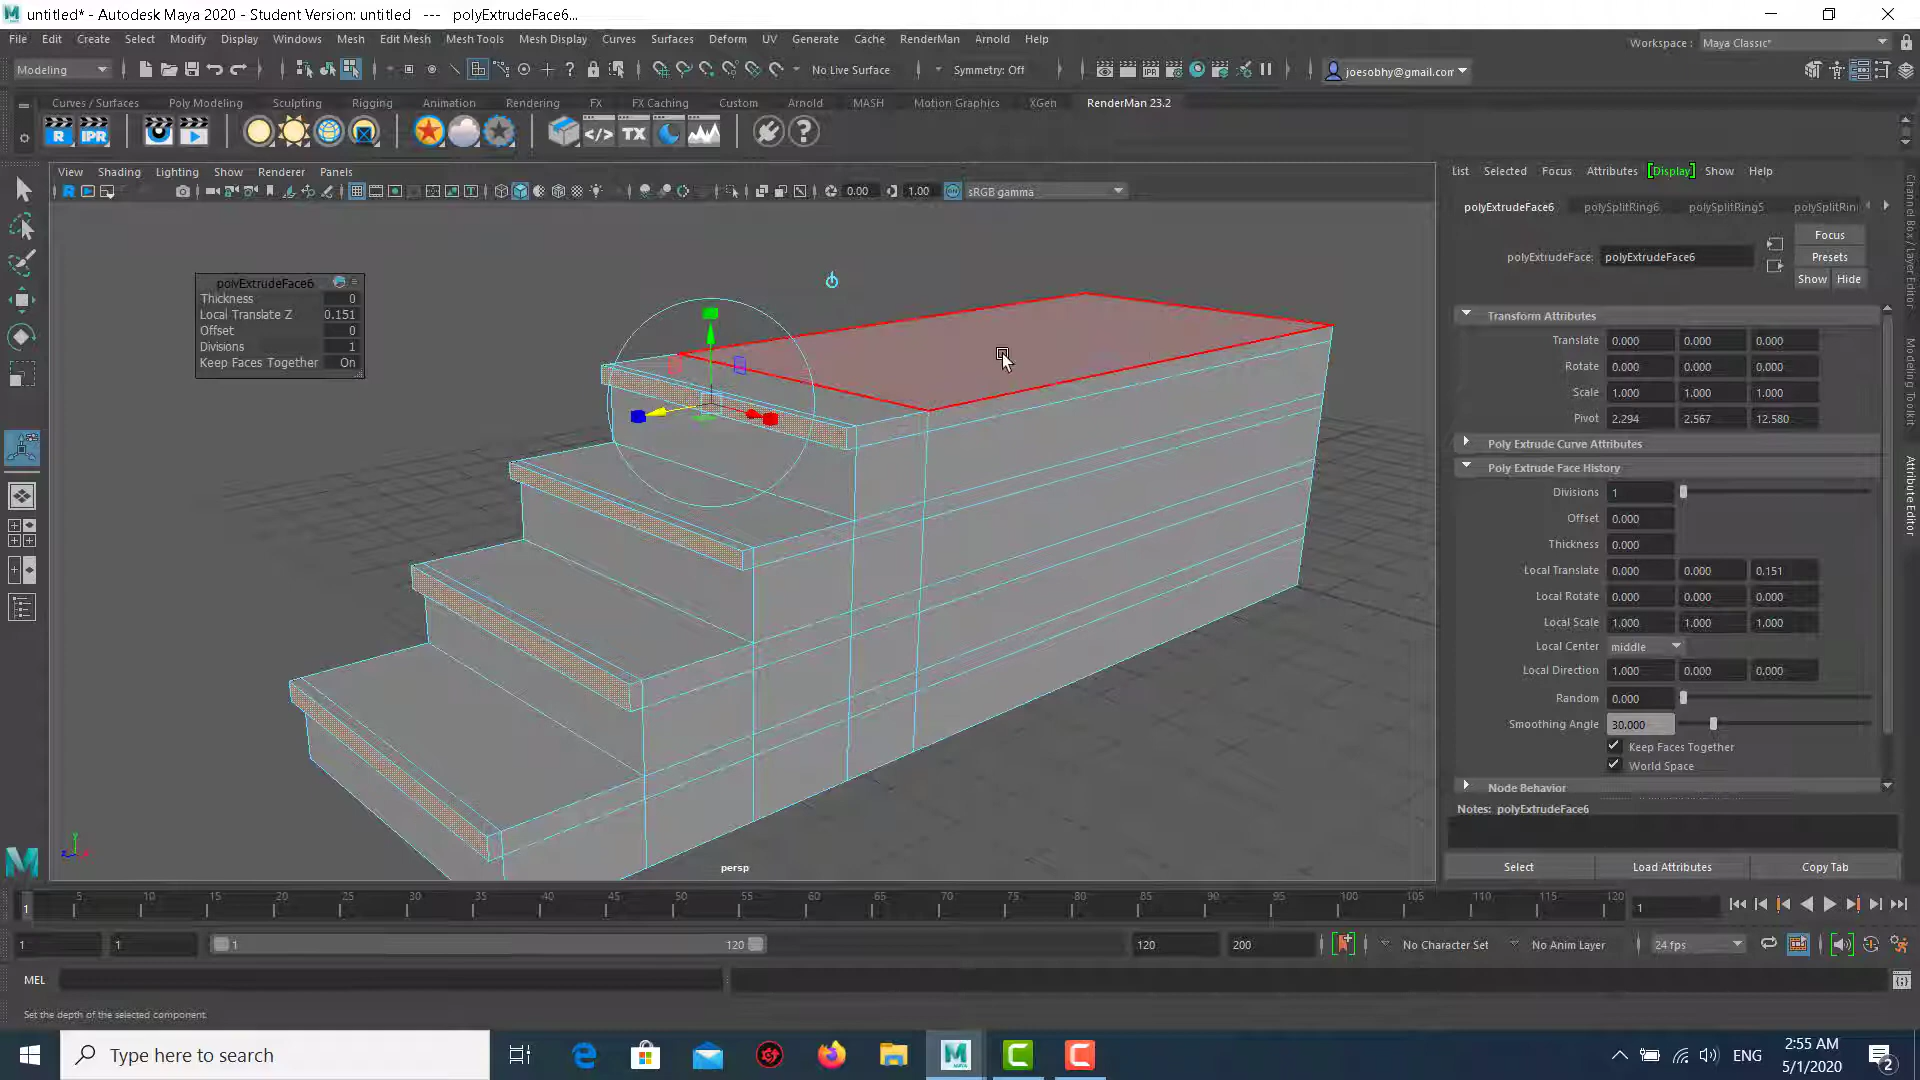 untitled* - Autodesk Maya 2020 - Student Version: untitled --- polyExtrudeFace6...
File Edit Create Select Modify Display Windows Mesh Edit Mesh Mesh Tools Mesh Display Curves Surfaces Deform UV Generate Cache RenderMan Arnold Help
Workspace : Maya Classic*
Modeling No Live Surface Symmetry: Off joesobhy@gmail.com
Curves / Surfaces Poly Modeling Sculpting Rigging Animation Rendering FX FX Caching Custom Arnold MASH Motion Graphics XGen RenderMan 23.2
R IPR </> TX ?
View Shading Lighting Show Renderer Panels
0.00 1.00 sRGB gamma
List Selected Focus Attributes Display Show Help
polyExtrudeFace6 polySplitRing6 polySplitRing5 polySplitRin
Focus
polyExtrudeFace: polyExtrudeFace6 Presets
Show Hide
polyExtrudeFace6
Thickness 0
Local Translate Z 0.151
Offset 0
Divisions 1
Keep Faces Together On
Transform Attributes
Translate 0.000 0.000 0.000
Rotate 0.000 0.000 0.000
Scale 1.000 1.000 1.000
Pivot 2.294 2.567 12.580
Poly Extrude Curve Attributes
Poly Extrude Face History
Divisions 1
Offset 0.000
Thickness 0.000
Local Translate 0.000 0.000 0.151
Local Rotate 0.000 0.000 0.000
Local Scale 1.000 1.000 1.000
Local Center middle
Local Direction 1.000 0.000 0.000
Random 0.000
Smoothing Angle 30.000
Keep Faces Together
World Space
Node Behavior
Notes: polyExtrudeFace6
Select Load Attributes Copy Tab
Channel Box / Layer Editor
Modeling Toolkit
Attribute Editor
persp
1 5 10 15 20 25 30 35 40 45 50 55 60 65 70 75 80 85 90 95 100 105 110 115 120 1
1 1 1 120 120 200 No Character Set No Anim Layer 24 fps
MEL
Set the depth of the selected component.
Type here to search
ENG
2:55 AM
5/1/2020
2